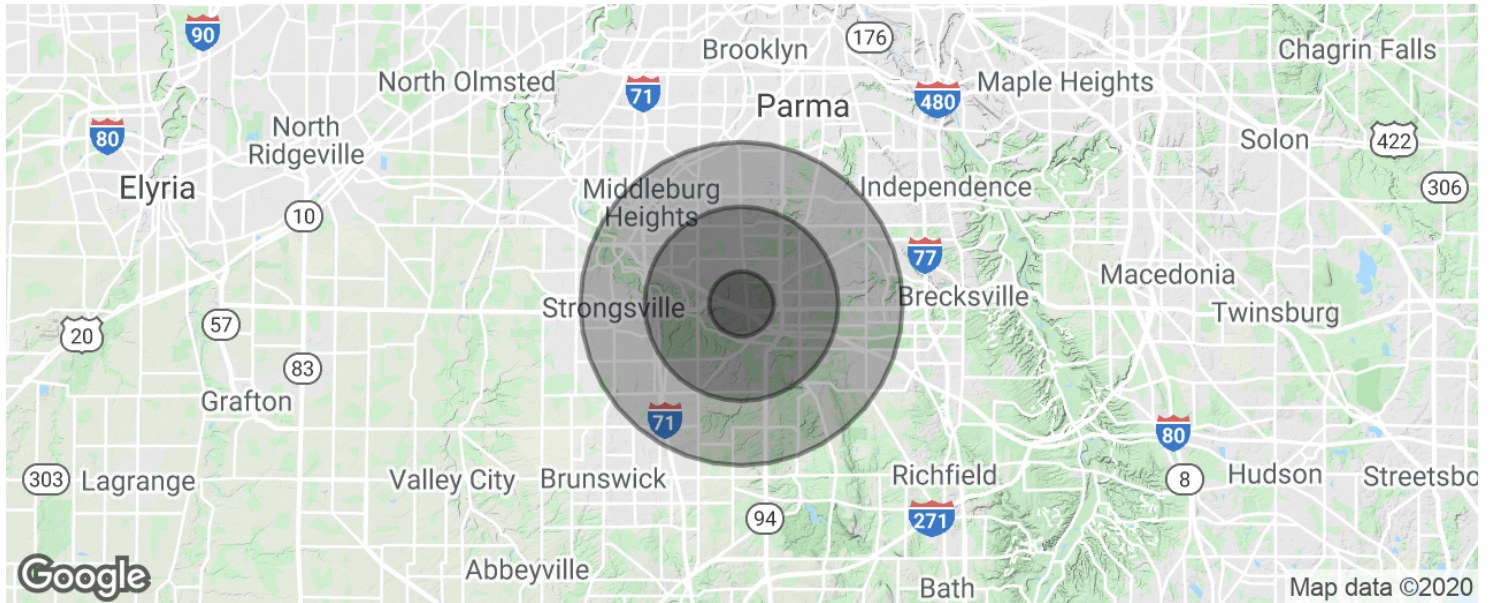 90
Brooklyn
176
Chagrin Falls
North Olmsted
71
480
Maple Heights
Parma
80
North
Ridgeville
Solon
422
Elyria
Middleburg
Heights
Independence
306
10
77
Macedonia
Strongsville
Brecksville
Twinsburg
20
57
83
Grafton
71
80
303
Lagrange
Valley City
Brunswick
Richfield
8
Hudson
Streetsbo
94
271
Abbeyville
Bath
Google
Map data ©2020